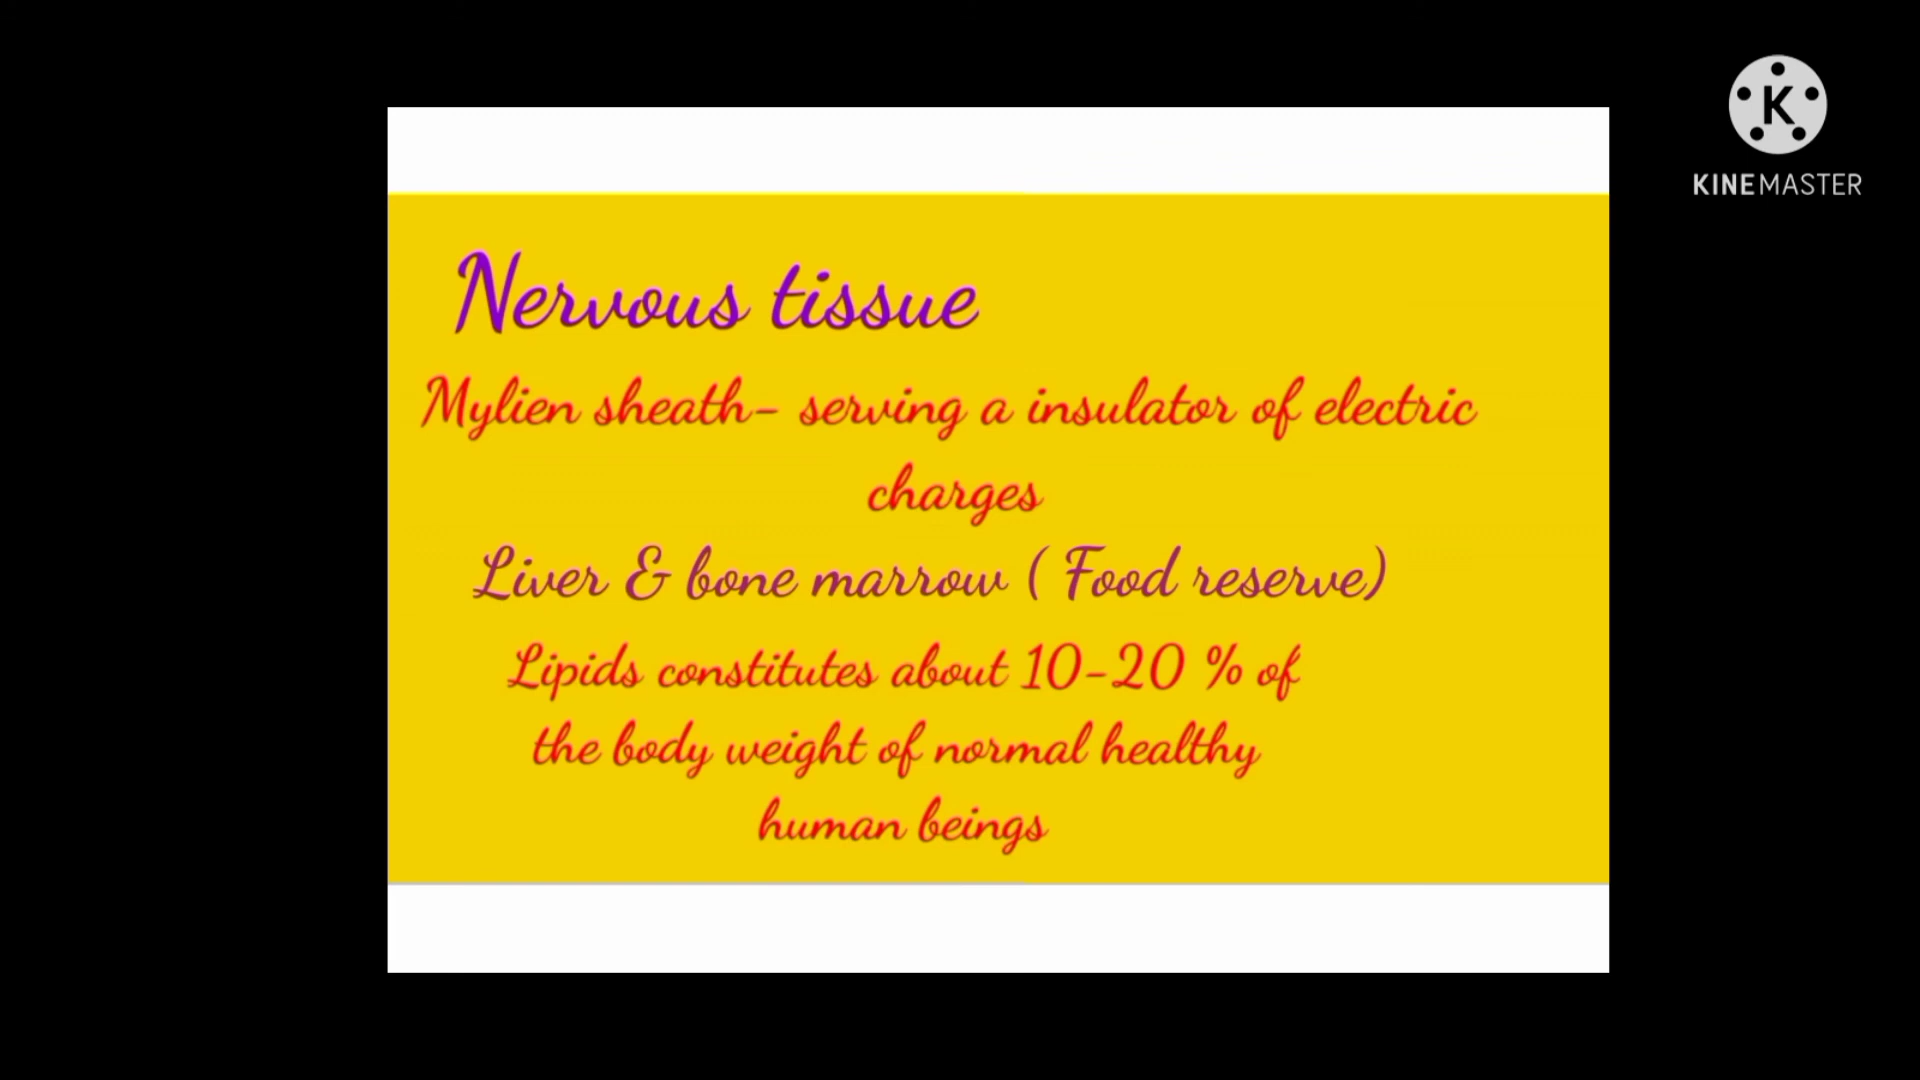 KINEMASTER
Nervous tissue
Mylien sheath- serving a insulator of electric
charges
Liver & bone marrow ( Food reserve)
Lipids constitutes about 10-20 % of
the body weight of normal healthy
human beings